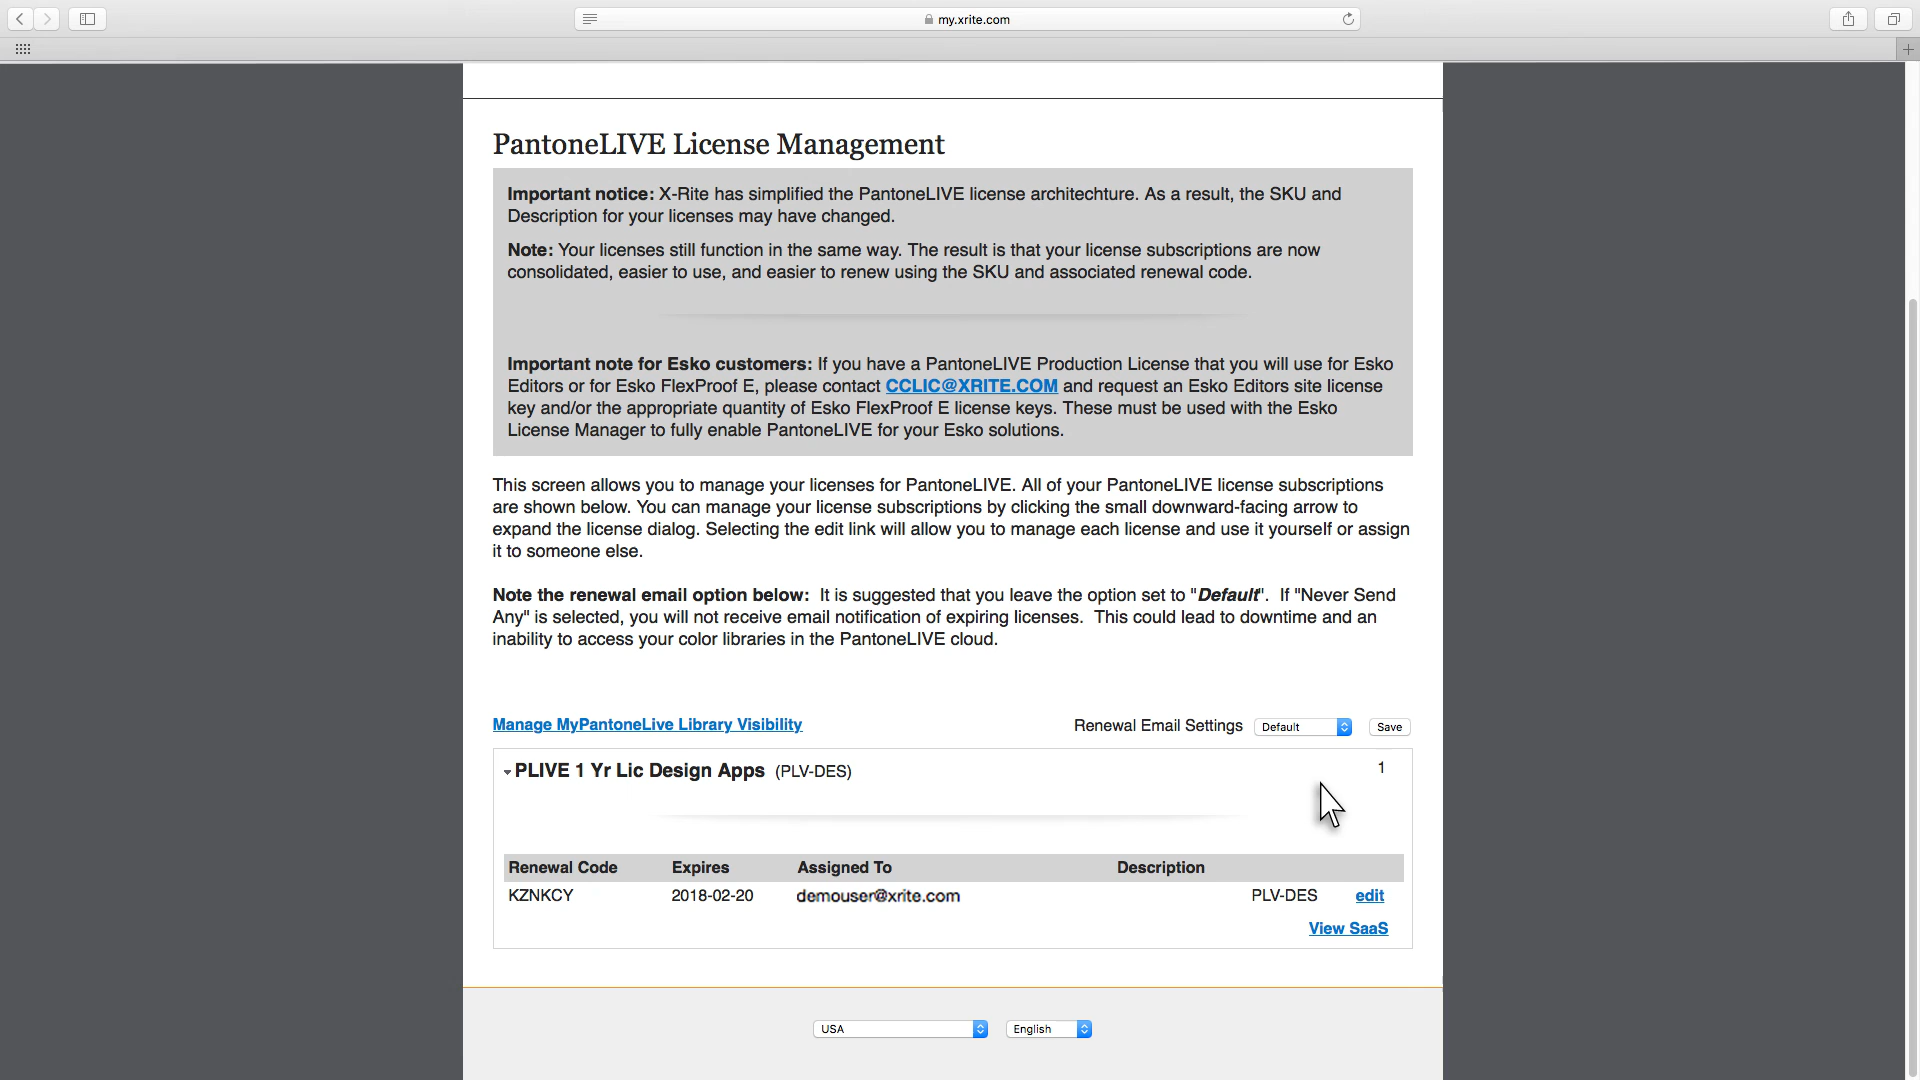 my.xrite.com
PantoneLIVE License Management
Important notice: X-Rite has simplified the PantoneLIVE license architechture. As a result, the SKU and
Description for your licenses may have changed.
Note: Your licenses still function in the same way. The result is that your license subscriptions are now
consolidated, easier to use, and easier to renew using the SKU and associated renewal code.
Important note for Esko customers: If you have a PantoneLIVE Production License that you will use for Esko
Editors or for Esko FlexProof E, please contact CCLIC@XRITE.COM and request an Esko Editors site license
key and/or the appropriate quantity of Esko FlexProof E license keys. These must be used with the Esko
License Manager to fully enable PantoneLIVE for your Esko solutions.
This screen allows you to manage your licenses for PantoneLIVE. All of your PantoneLIVE license subscriptions
are shown below. You can manage your license subscriptions by clicking the small downward-facing arrow to
expand the license dialog. Selecting the edit link will allow you to manage each license and use it yourself or assign
it to someone else.
Note the renewal email option below: It is suggested that you leave the option set to "Default". If "Never Send
Any" is selected, you will not receive email notification of expiring licenses. This could lead to downtime and an
inability to access your color libraries in the PantoneLIVE cloud.
Manage MyPantoneLive Library Visibility Renewal Email Settings Default Save
PLIVE 1 Yr Lic Design Apps (PLV-DES) 1
Renewal Code Expires Assigned To Description
KZNKCY 2018-02-20 demouser@xrite.com PLV-DES edit
View SaaS
USA English